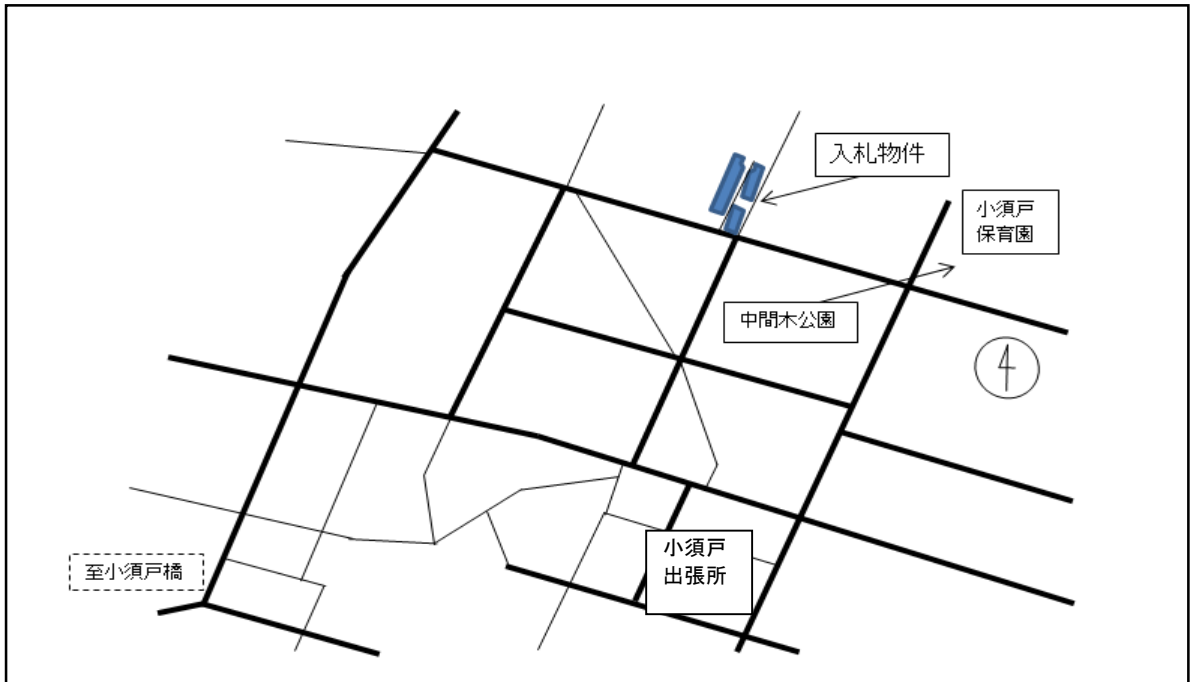 入札物件
小須戸
保育園
中間木公園
至小須戸橋
小須戸
出張所